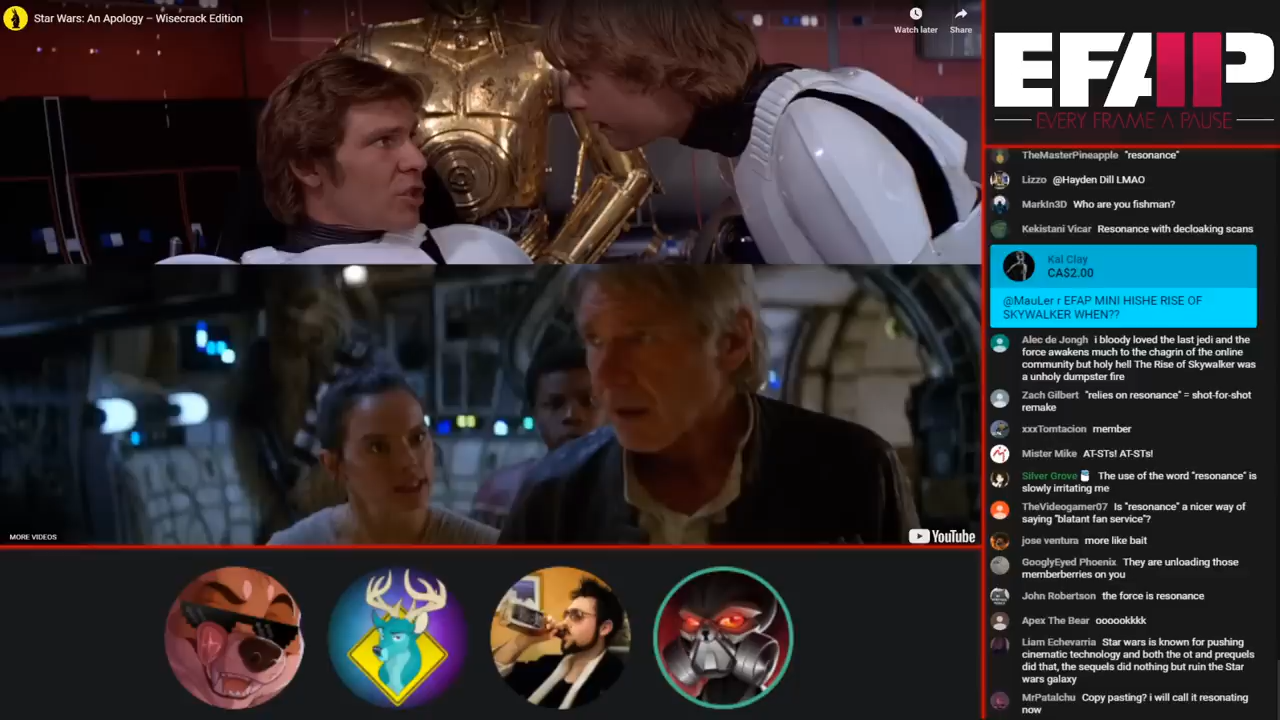 Star Wars: An Apology – Wisecrack Edition
Watch later
Share
MORE VIDEOS
YouTube
EFAP
EVERY FRAME A PAUSE
TheMasterPineapple "resonance"
Lizzo @Hayden Dill LMAO
MarkIn3D Who are you fishman?
Kekistani Vicar Resonance with decloaking scans
Kal Clay
CA$2.00
@MauLer r EFAP MINI HISHE RISE OF
SKYWALKER WHEN??
Alec de Jongh i bloody loved the last jedi and the
force awakens much to the chagrin of the online
community but holy hell The Rise of Skywalker was
a unholy dumpster fire
Zach Gilbert "relies on resonance" = shot-for-shot
remake
xxxTomtacion member
Mister Mike AT-STs! AT-STs!
Silver Grove The use of the word "resonance" is
slowly irritating me
TheVideogamer07 Is "resonance" a nicer way of
saying "blatant fan service"?
jose ventura more like bait
GooglyEyed Phoenix They are unloading those
memberberries on you
John Robertson the force is resonance
Apex The Bear oooookkkk
Liam Echevarria Star wars is known for pushing
cinematic technology and both the ot and prequels
did that, the sequels did nothing but ruin the Star
wars galaxy
MrPatalchu Copy pasting? i will call it resonating
now